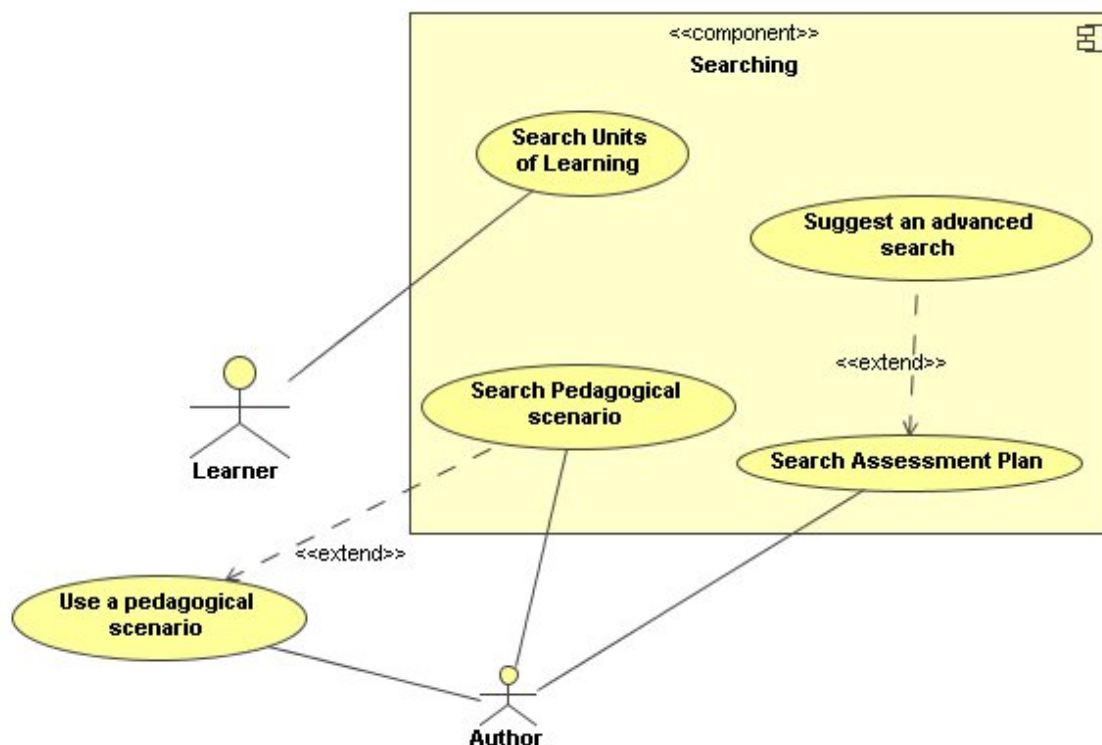 <<component>>
Searching
Search Units
of Learning
Suggest an advanced
search
<<extend>>
Search Pedagogical
scenario
Search Assessment Plan
Learner
<<extend>>
Use a pedagogical
scenario
Author